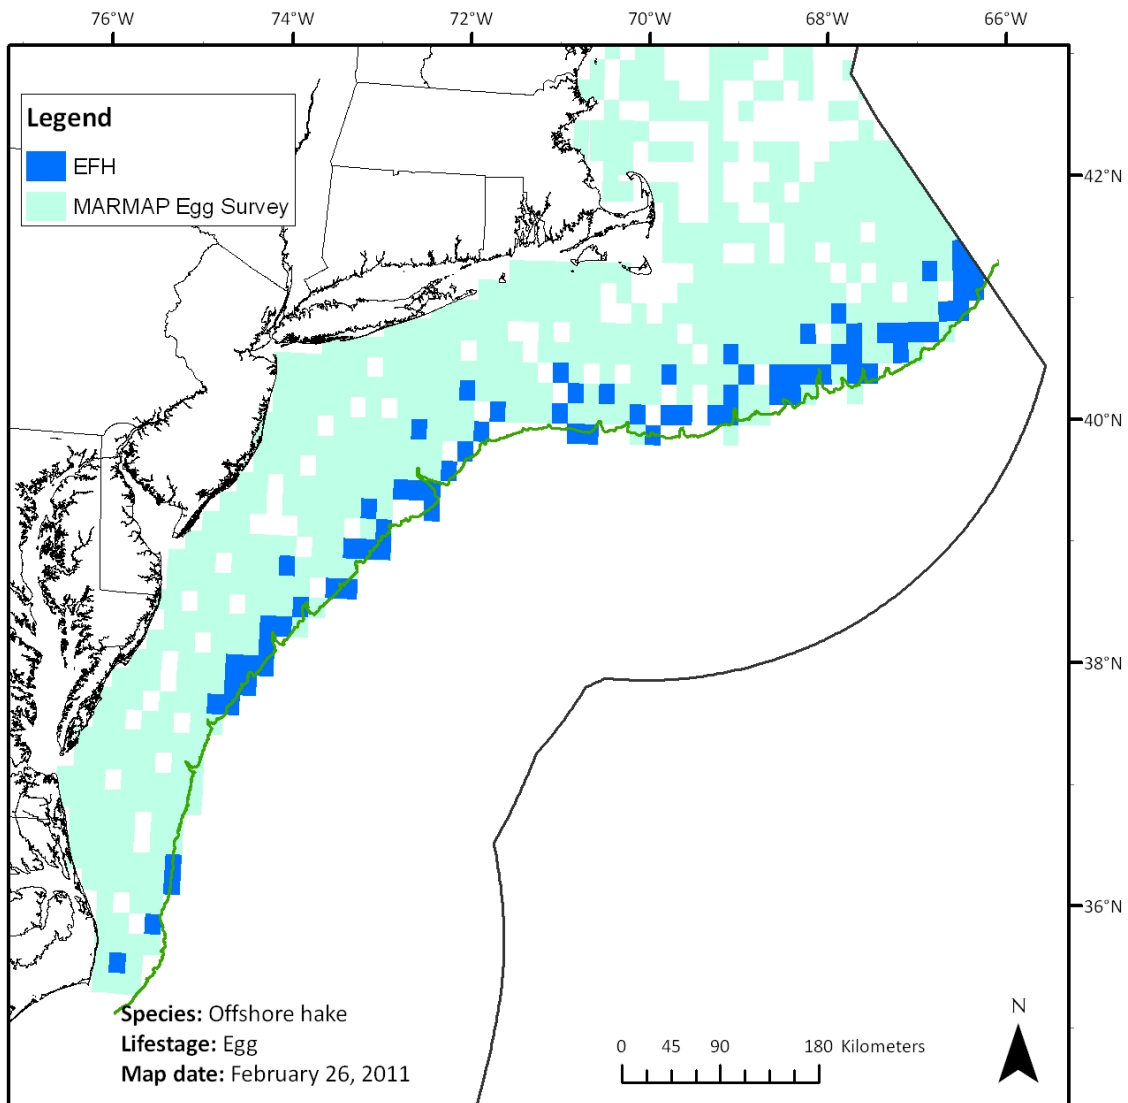 76°W 74°W 72°W 70°W 68°W 66°W
Legend
EFH
MARMAP Egg Survey
42°N
40°N
38°N
36°N
Species: Offshore hake
Lifestage: Egg
Map date: February 26, 2011
0 45 90 180 Kilometers
N